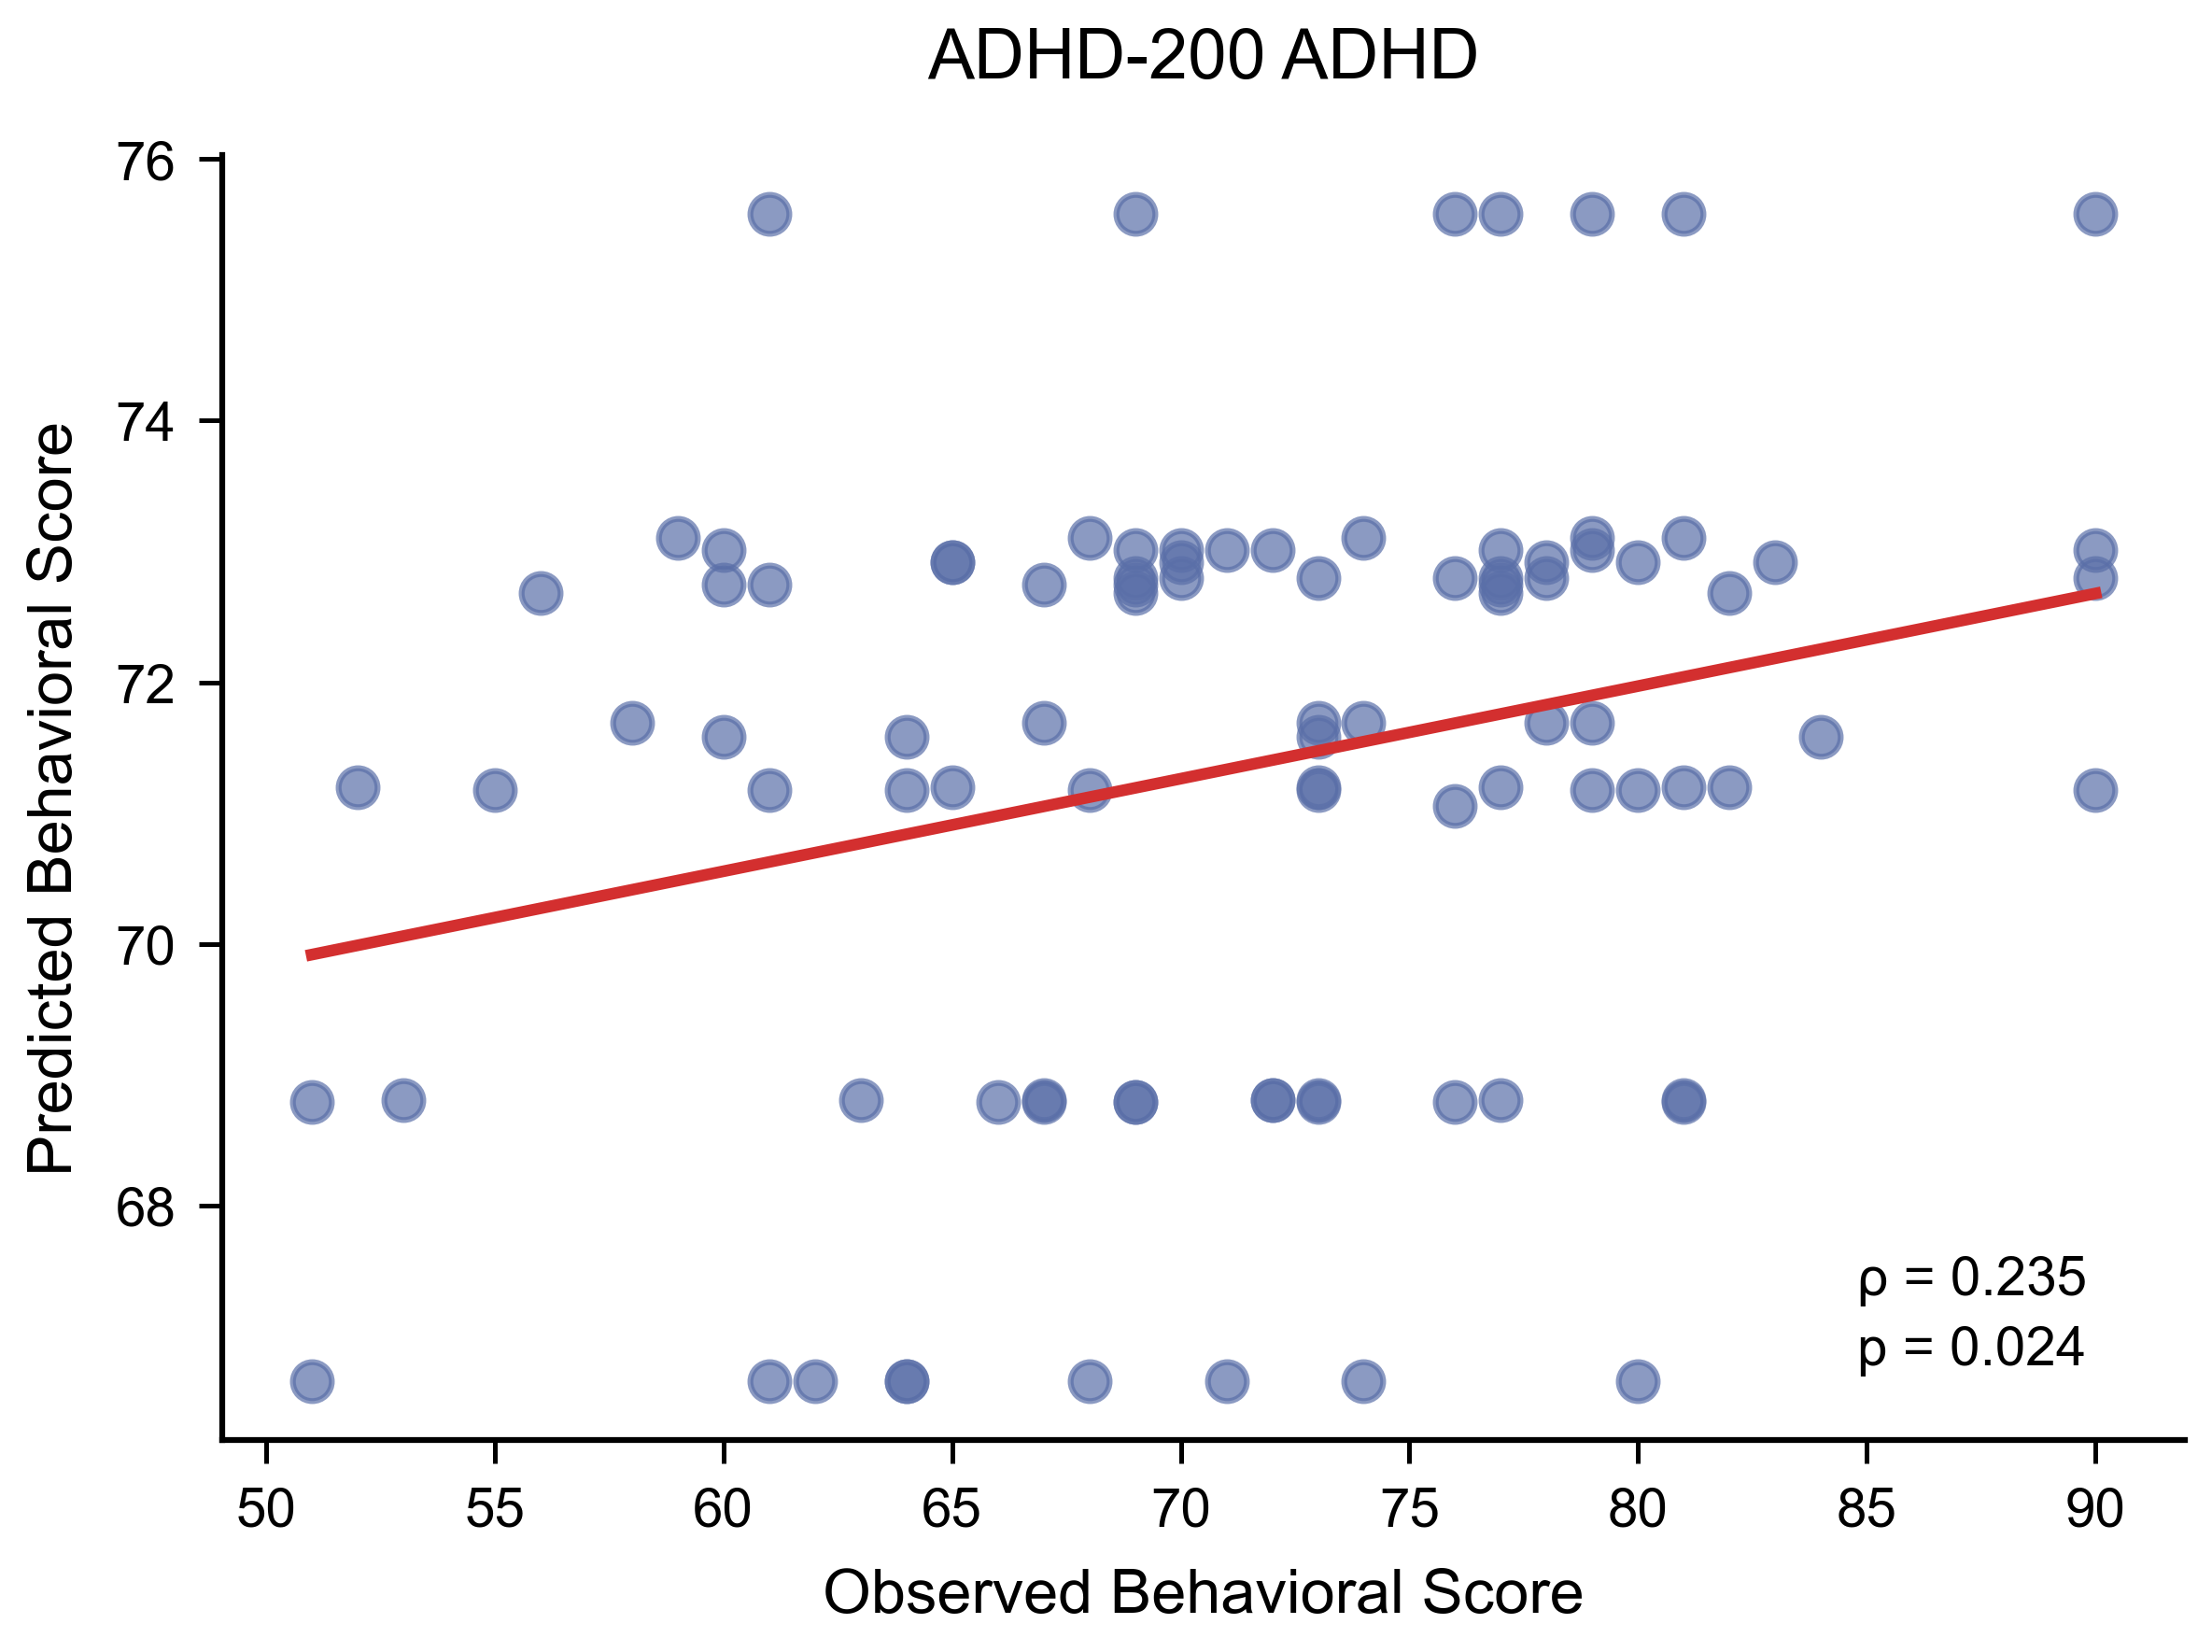 ADHD-200 ADHD
76
74
72
70
68
Predicted Behavioral Score
ρ = 0.235
p = 0.024
50 55 60 65 70 75 80 85 90
Observed Behavioral Score